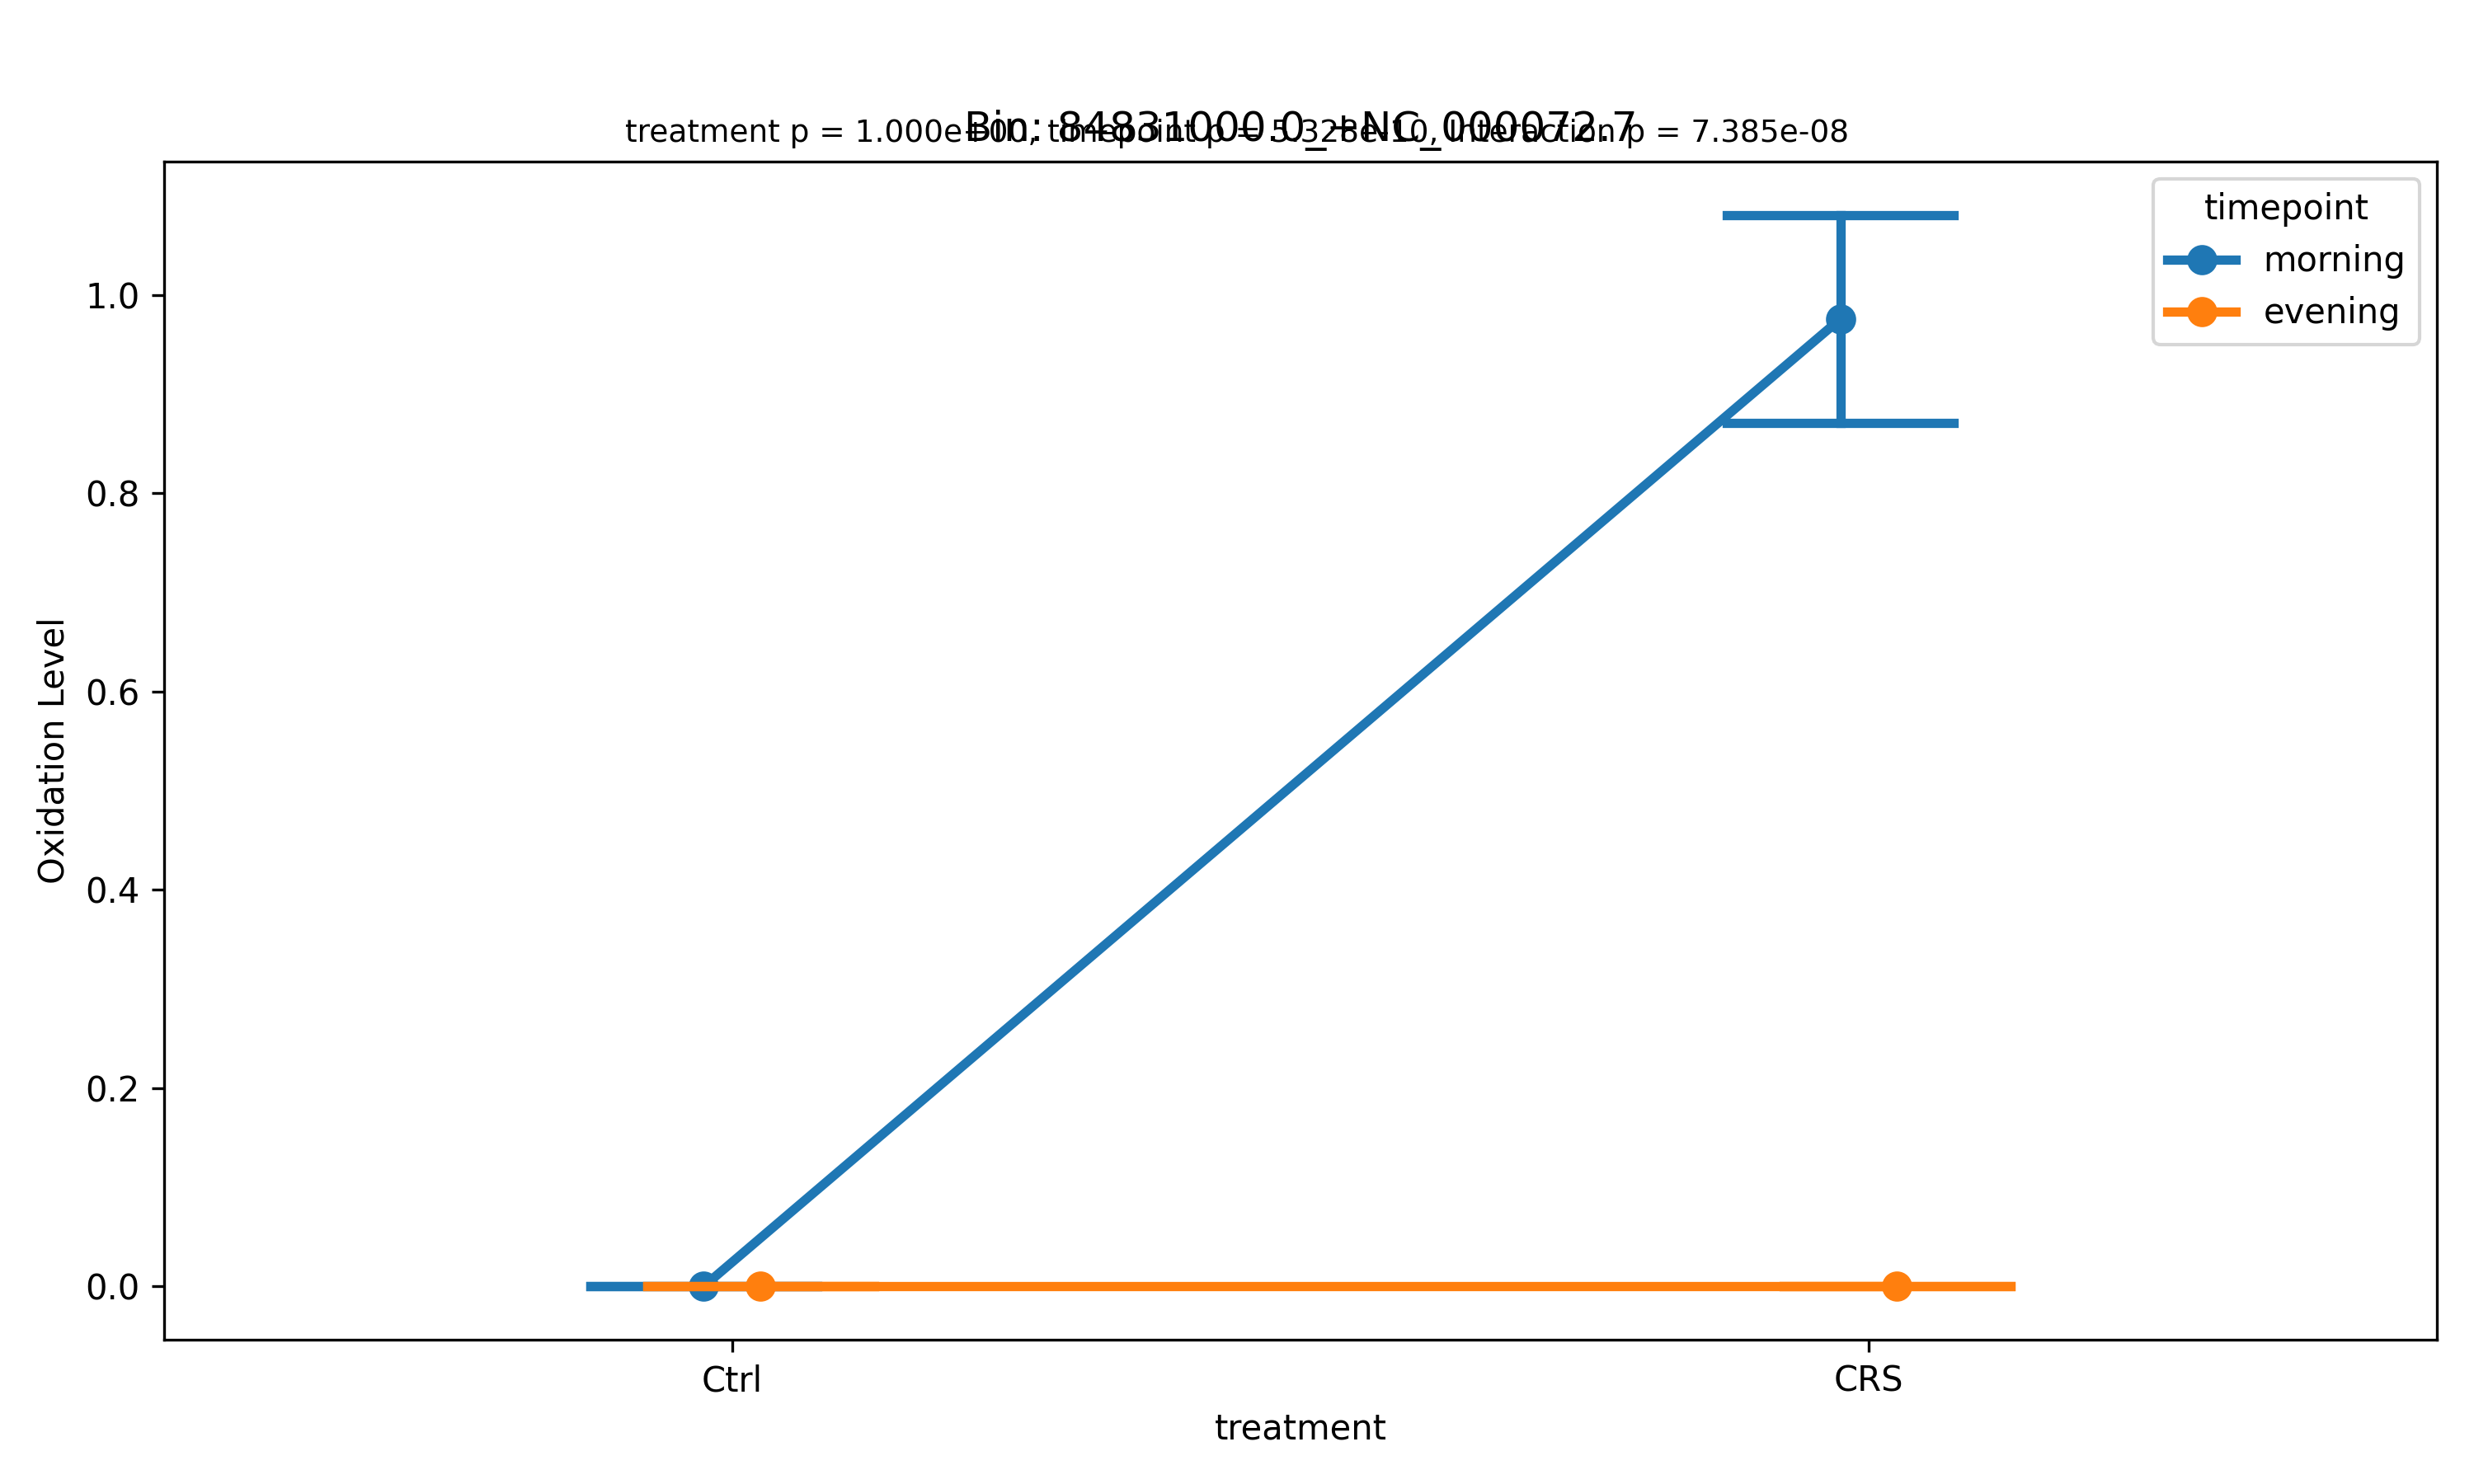 Bin: 84831000.0_+NC_000072.7
treatment p = 1.000e+00, timepoint p = 5.328e-10, Interaction p = 7.385e-08
timepoint
morning
evening
1.0
0.8
0.6
0.4
0.2
0.0
Oxidation Level
Ctrl
CRS
treatment